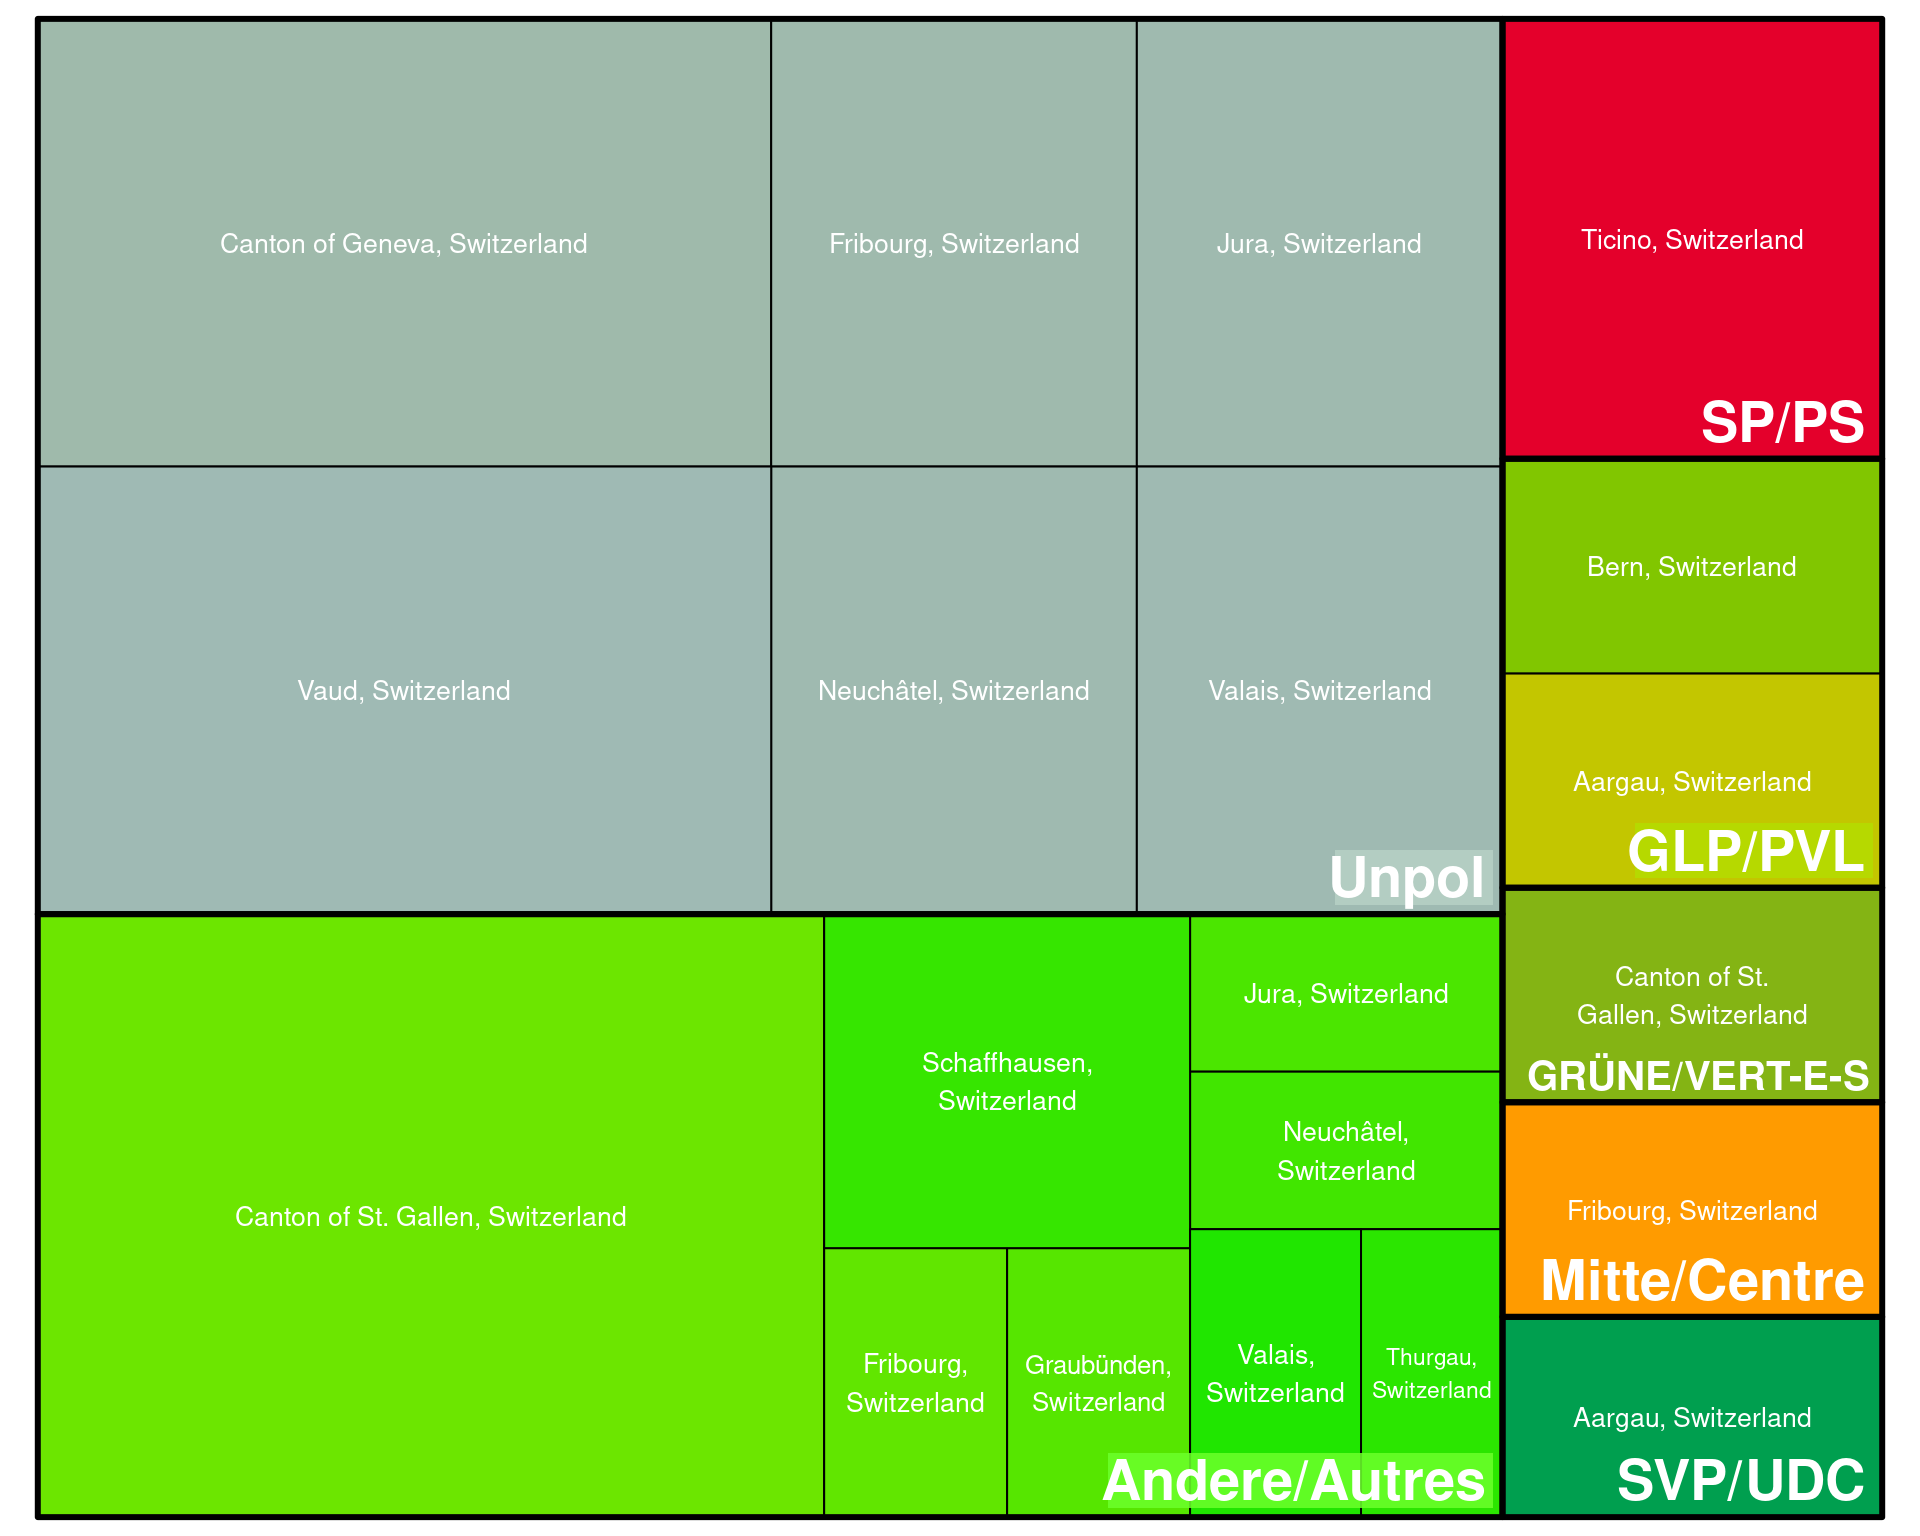 Canton of Geneva, Switzerland
Fribourg, Switzerland
Jura, Switzerland
Vaud, Switzerland
Neuchâtel, Switzerland
Valais, Switzerland
Unpol
Canton of St. Gallen, Switzerland
Schaffhausen,
Switzerland
Fribourg,
Switzerland
Graubünden,
Switzerland
Jura, Switzerland
Neuchâtel,
Switzerland
Valais,
Switzerland
Thurgau,
Switzerland
Andere/Autres
Ticino, Switzerland
SP/PS
Bern, Switzerland
Aargau, Switzerland
GLP/PVL
Canton of St.
Gallen, Switzerland
GRÜNE/VERT-E-S
Fribourg, Switzerland
Mitte/Centre
Aargau, Switzerland
SVP/UDC